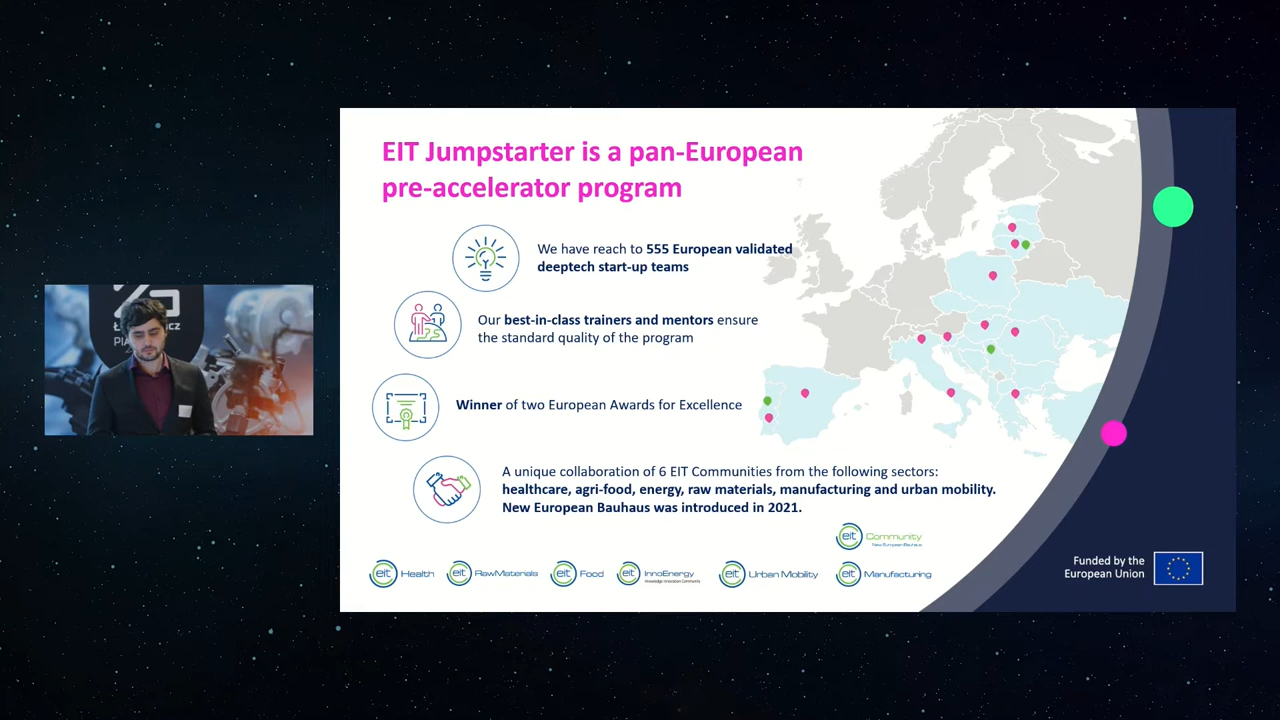 EIT Jumpstarter is a pan-European
pre-accelerator program
We have reach to 555 European validated
deeptech start-up teams
Our best-in-class trainers and mentors ensure
the standard quality of the program
Winner of two European Awards for Excellence
A unique collaboration of 6 EIT Communities from the following sectors:
healthcare, agri-food, energy, raw materials, manufacturing and urban mobility.
New European Bauhaus was introduced in 2021.
eit Community
New European Bauhaus
eit Health
eit RawMaterials
eit Food
eit InnoEnergy
Knowledge Innovation Community
eit Urban Mobility
eit Manufacturing
Funded by the
European Union